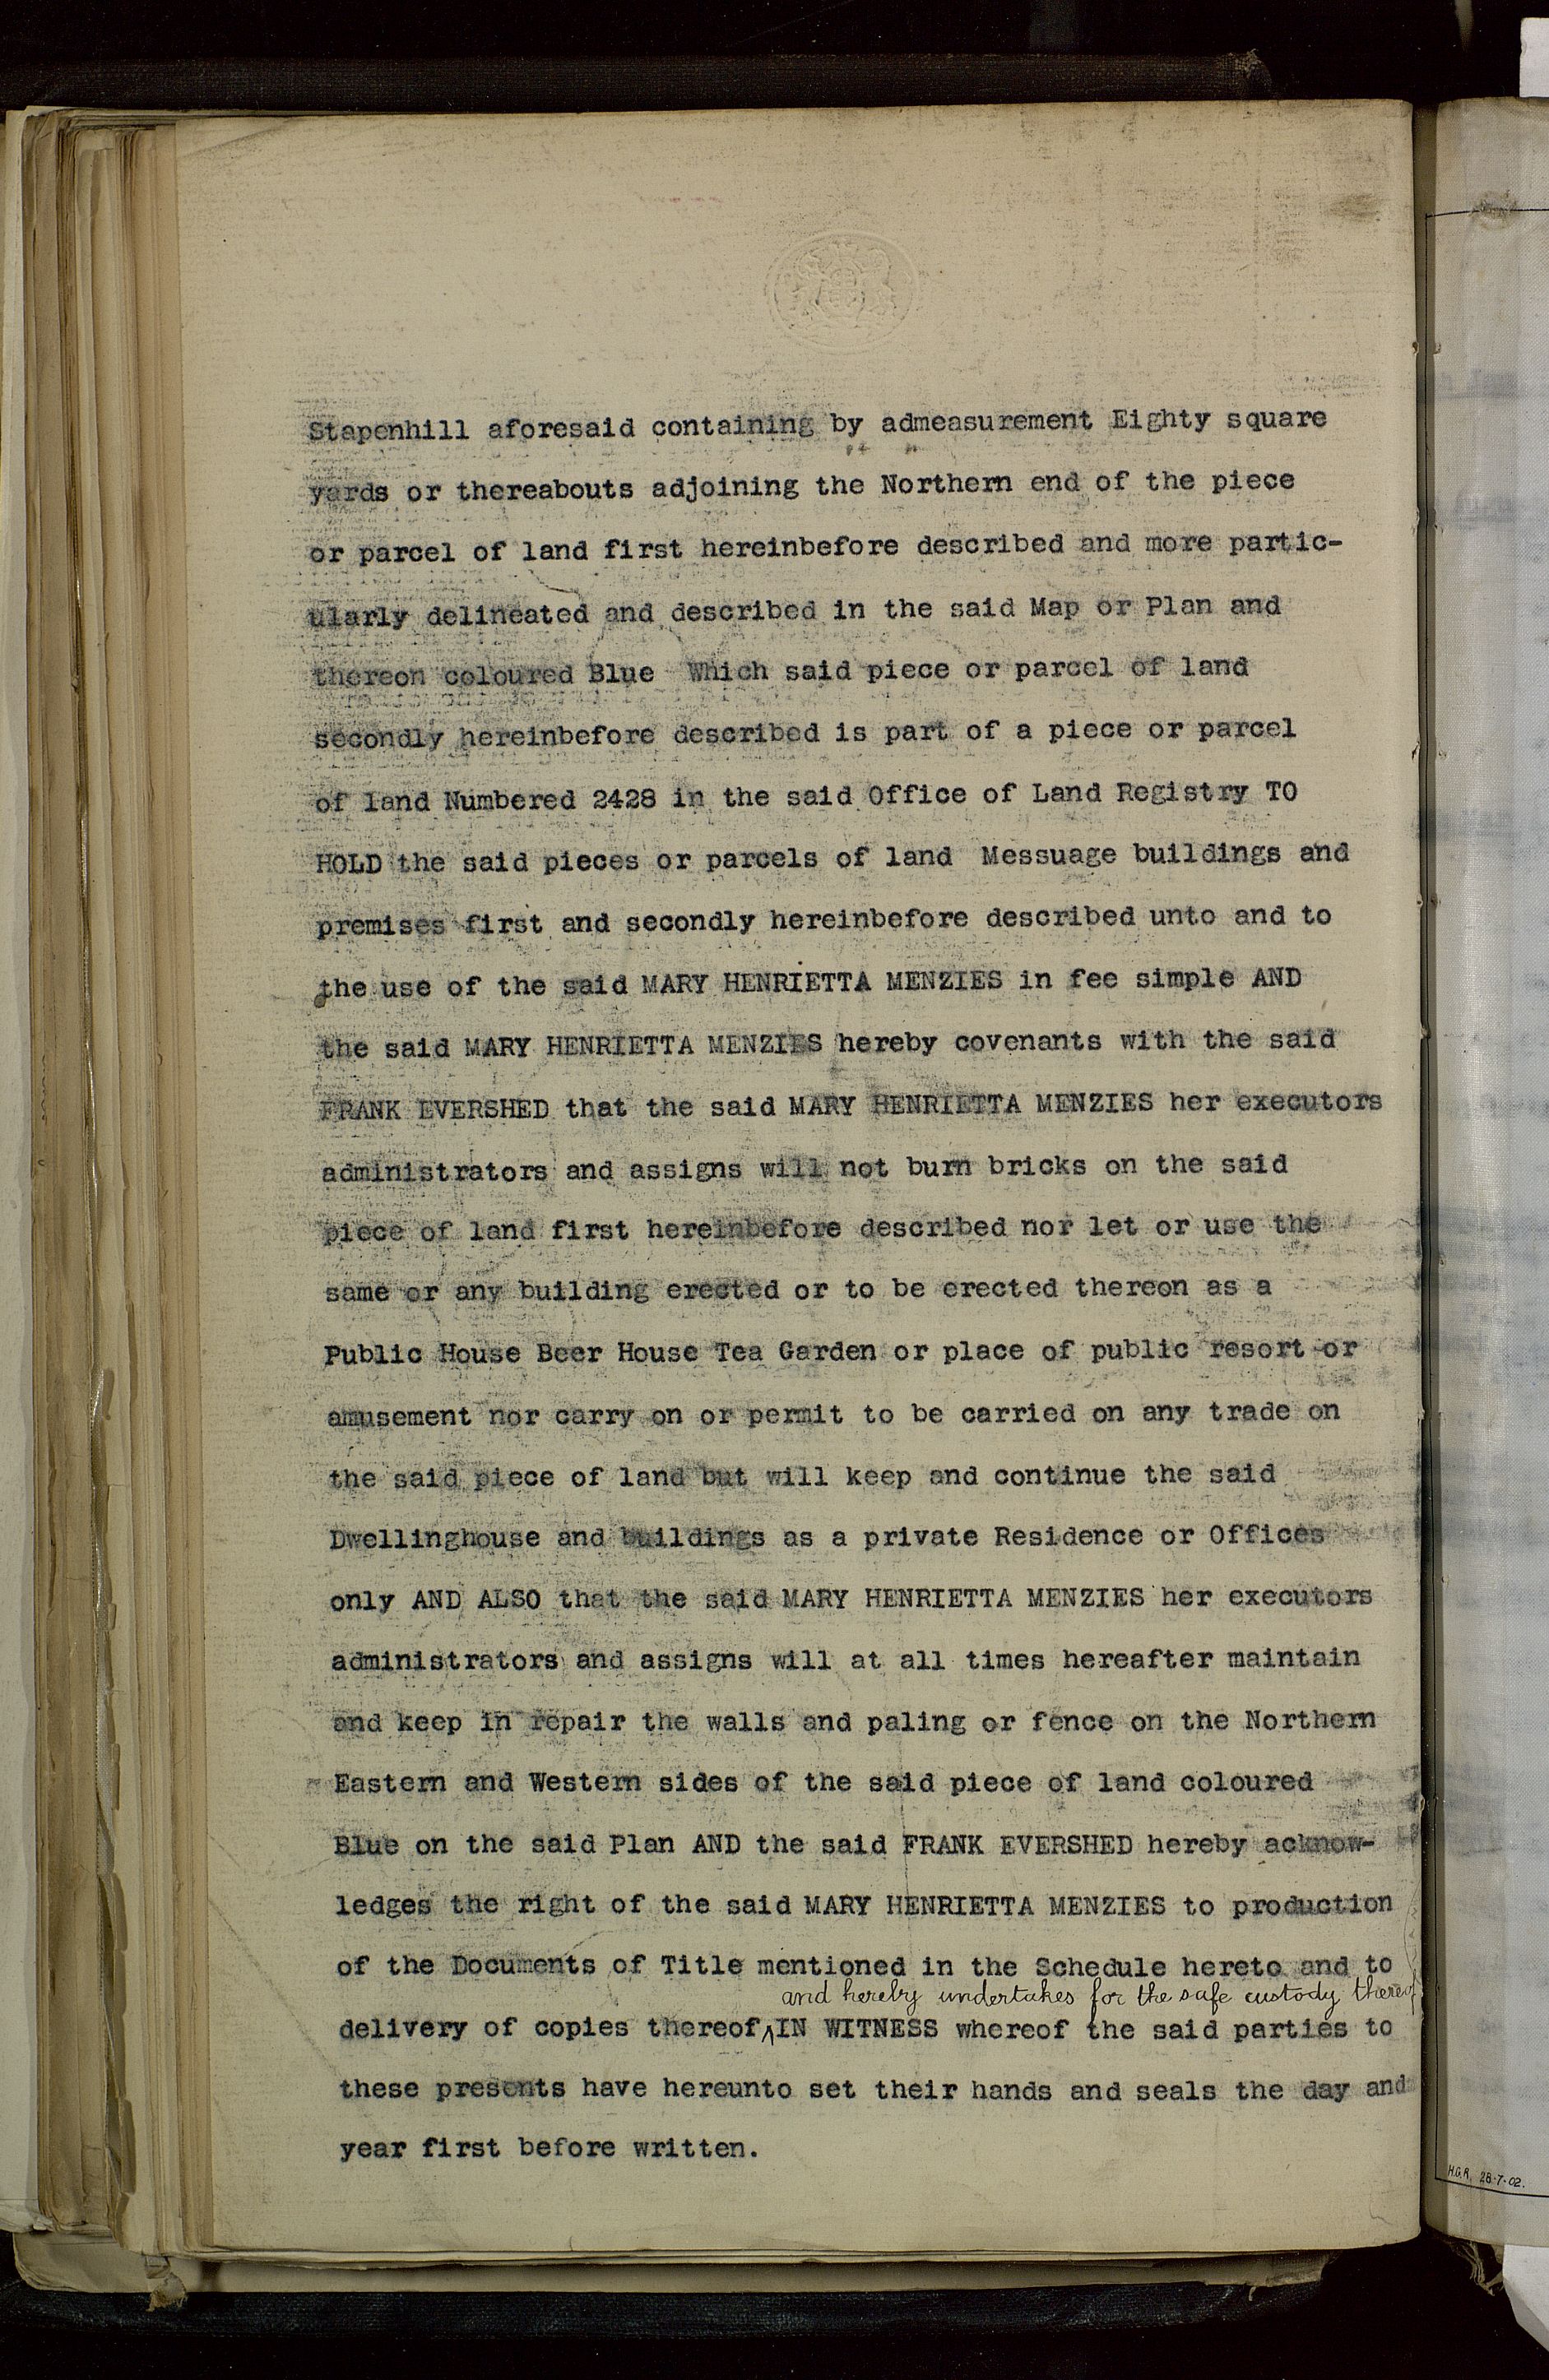 Stapenhill aforesaid containing by admeasurement Eighty square
yards or thereabouts adjoining the Northern end of the piece
or parcel of land first hereinbefore described and more partic-
ularly delineated and described in the said Map or Plan and
thereon coloured Blue Which said piece or parcel of land
secondly hereinbefore described is part of a piece or parcel
of land Numbered 2428 in the said Office of Land Registry TO
HOLD the said pieces or parcels of land Messuage buildings and
premises first and secondly hereinbefore described unto and to
the use of the said MARY HENRIETTA MENZIES in fee simple AND
the said MARY HENRIETTA MENZIES hereby covenants with the said
FRANK EVERSHED that the said MARY HENRIETTA MENZIES her executors
administrators and assigns will not burn bricks on the said
piece of land first hereinbefore described nor let or use the
same or any building erected or to be erected thereon as a
Public House Beer House Tea Garden or place of public resort or
amusement nor carry on or permit to be carried on any trade on
the said piece of land but will keep and continue the said
Dwellinghouse and buildings as a private Residence or Offices
only AND ALSO that the said MARY HENRIETTA MENZIES her executors
administrators and assigns will at all times hereafter maintain
and keep in repair the walls and paling or fence on the Northern
Eastern and Western sides of the said piece of land coloured
Blue on the said Plan AND the said FRANK EVERSHED hereby acknow-
ledges the right of the said MARY HENRIETTA MENZIES to production
of the Documents of Title mentioned in the Schedule hereto and to
and hereby undertakes for the safe custody thereof
delivery of copies thereof IN WITNESS whereof the said parties to
these presents have hereunto set their hands and seals the day and
year first before written.
H.G.R. 28-7-02.